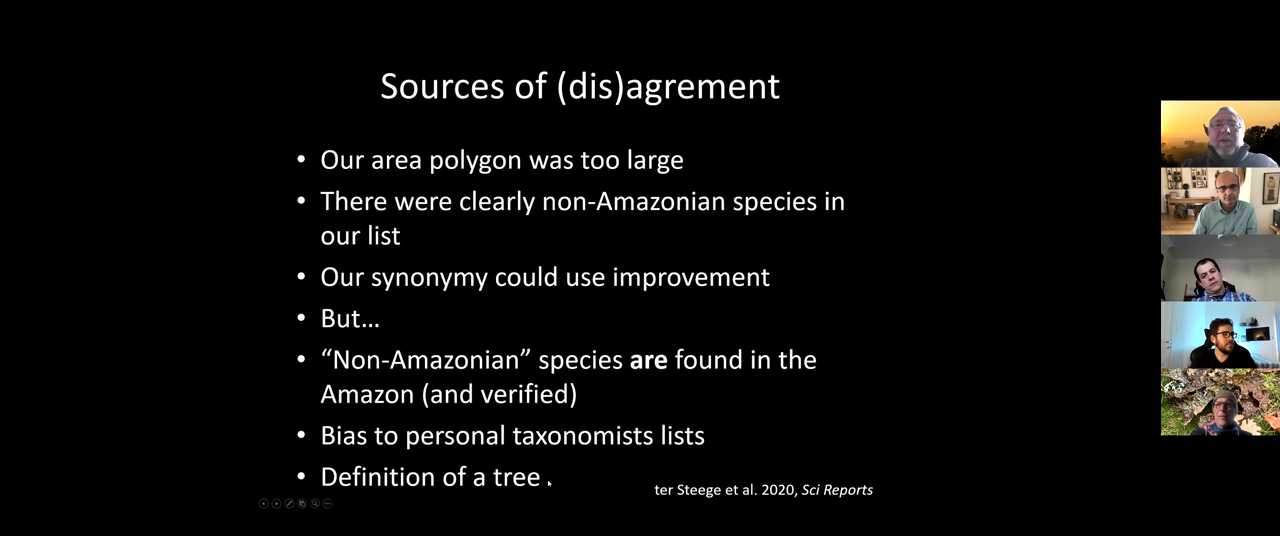 Sources of (dis)agrement
• Our area polygon was too large
• There were clearly non-Amazonian species in
our list
• Our synonymy could use improvement
• But…
• “Non-Amazonian” species are found in the
Amazon (and verified)
• Bias to personal taxonomists lists
• Definition of a tree
ter Steege et al. 2020, Sci Reports